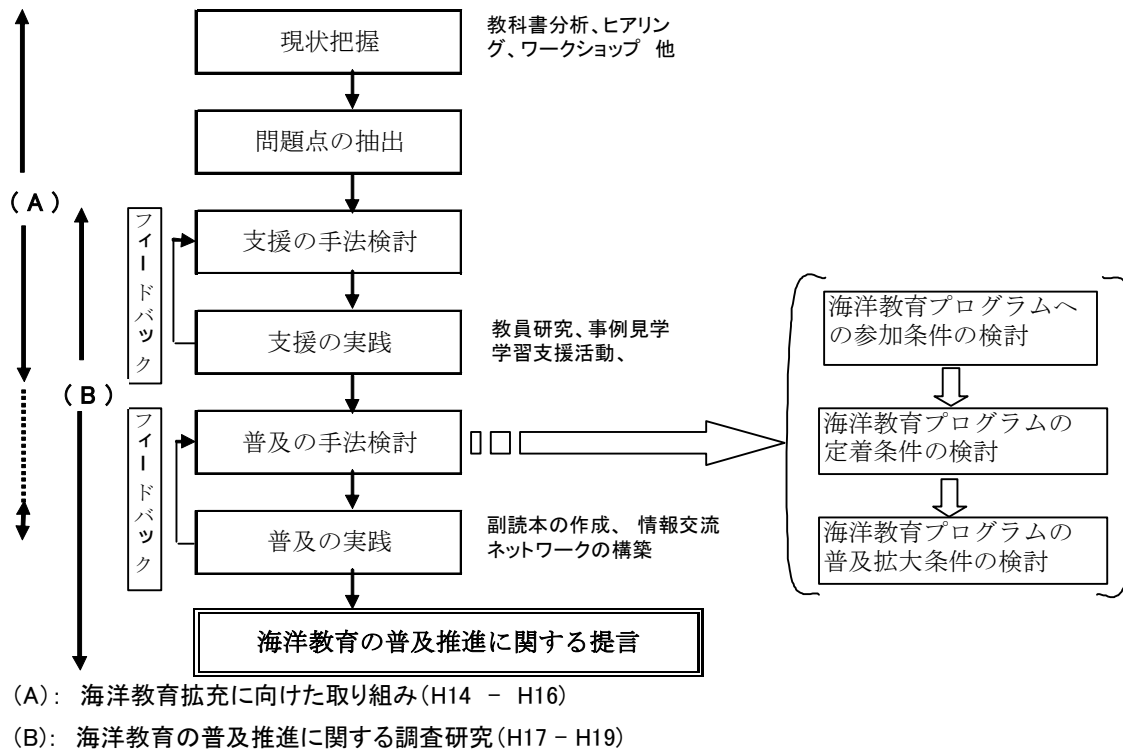 現状把握
教科書分析、ヒアリン
グ、ワークショップ 他
問題点の抽出
(A)
フィードバック
支援の手法検討
支援の実践
教員研究、事例見学
学習支援活動、
(B)
フィードバック
普及の手法検討
普及の実践
副読本の作成、 情報交流
ネットワークの構築
海洋教育プログラムへ
の参加条件の検討
海洋教育プログラムの
定着条件の検討
海洋教育プログラムの
普及拡大条件の検討
海洋教育の普及推進に関する提言
(A): 海洋教育拡充に向けた取り組み(H14 - H16)
(B): 海洋教育の普及推進に関する調査研究(H17 - H19)